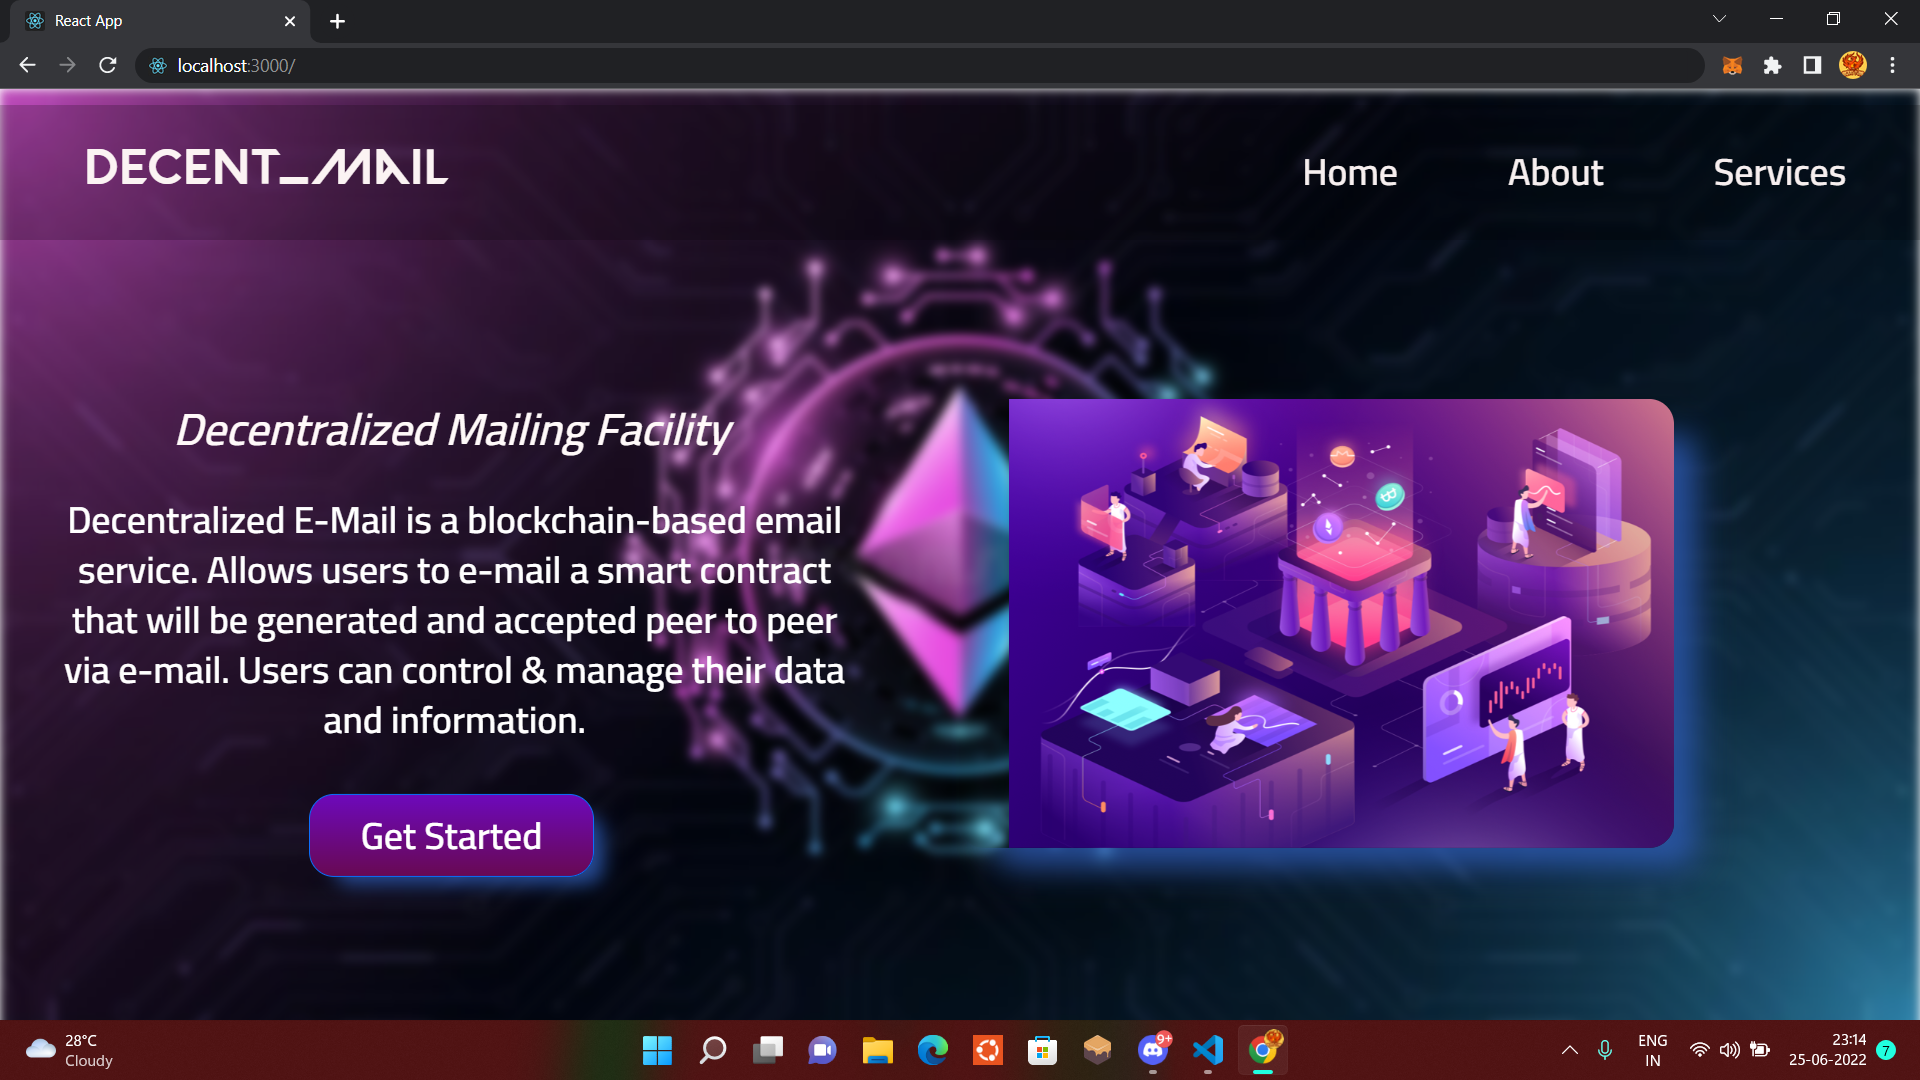 React App
localhost:3000/
DECENT_MAIL
Home
About
Services
Decentralized Mailing Facility
Decentralized E-Mail is a blockchain-based email
service. Allows users to e-mail a smart contract
that will be generated and accepted peer to peer
via e-mail. Users can control & manage their data
and information.
Get Started
28°C
Cloudy
9+
ENG
IN
23:14
25-06-2022
7